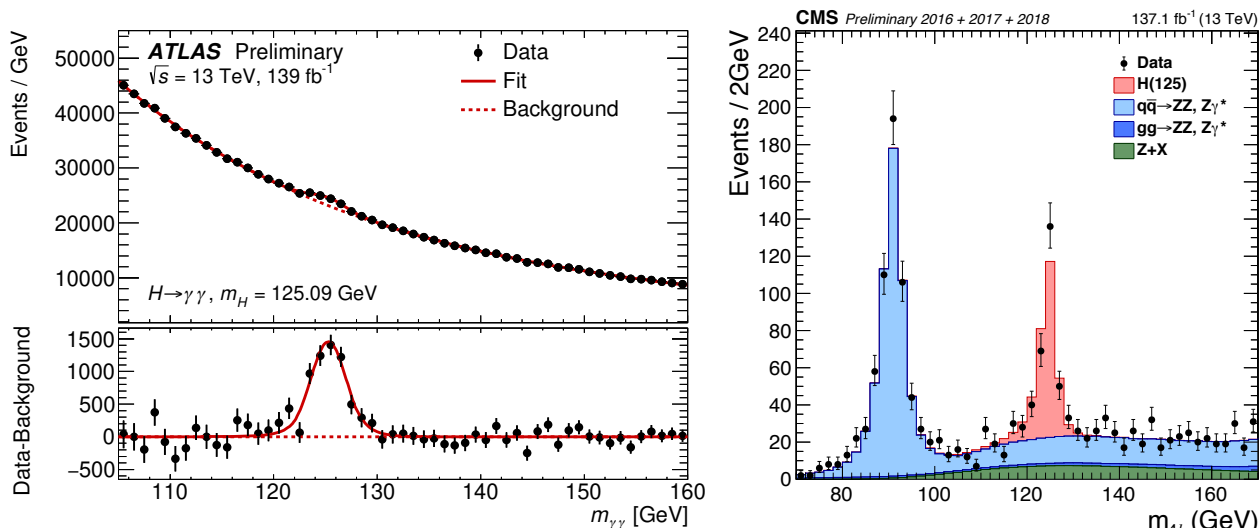 ATLAS Preliminary
√s = 13 TeV, 139 fb⁻¹
Data
Fit
Background
Events / GeV
50000
40000
30000
20000
10000
H→γγ, m_H = 125.09 GeV
Data-Background
1500
1000
500
0
−500
110 120 130 140 150 160
m_γγ [GeV]
CMS Preliminary 2016 + 2017 + 2018 137.1 fb⁻¹ (13 TeV)
Events / 2GeV
240
220
200
180
160
140
120
100
80
60
40
20
0
Data
H(125)
qq̄→ZZ, Zγ*
gg→ZZ, Zγ*
Z+X
80 100 120 140 160
(GeV)